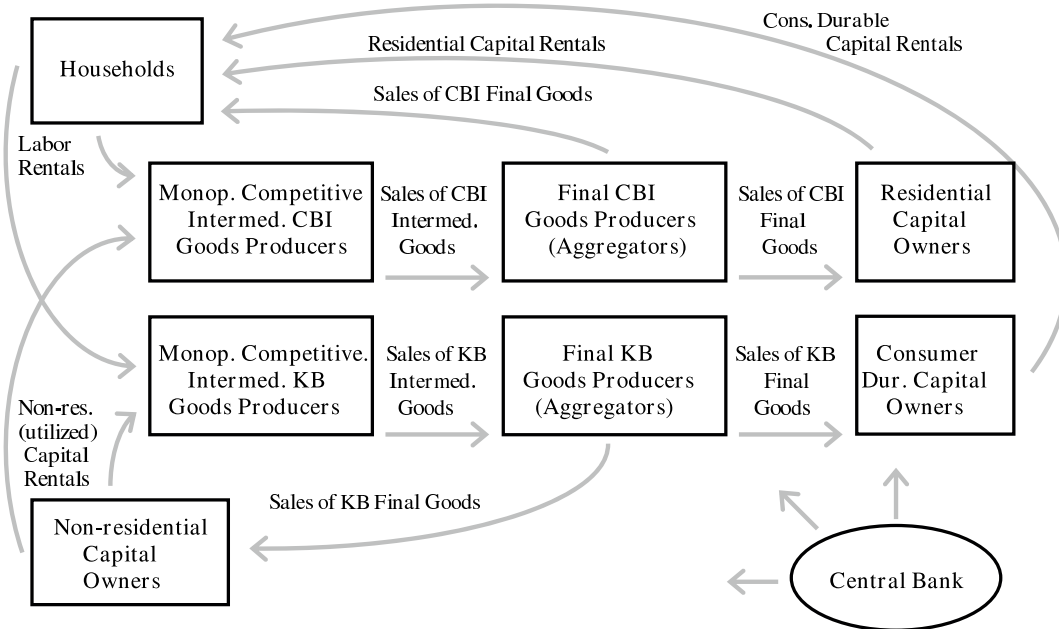 Cons. Durable
Capital Rentals
Residential Capital Rentals
Households
Sales of CBI Final Goods
Labor
Rentals
Monop. Competitive
Intermed. CBI
Goods Producers
Sales of CBI
Intermed.
Goods
Final CBI
Goods Producers
(Aggregators)
Sales of CBI
Final
Goods
Residential
Capital
Owners
Monop. Competitive.
Intermed. KB
Goods Producers
Sales of KB
Intermed.
Goods
Final KB
Goods Producers
(Aggregators)
Sales of KB
Final
Goods
Consumer
Dur. Capital
Owners
Non-res.
(utilized)
Capital
Rentals
Sales of KB Final Goods
Non-residential
Capital
Owners
Central Bank